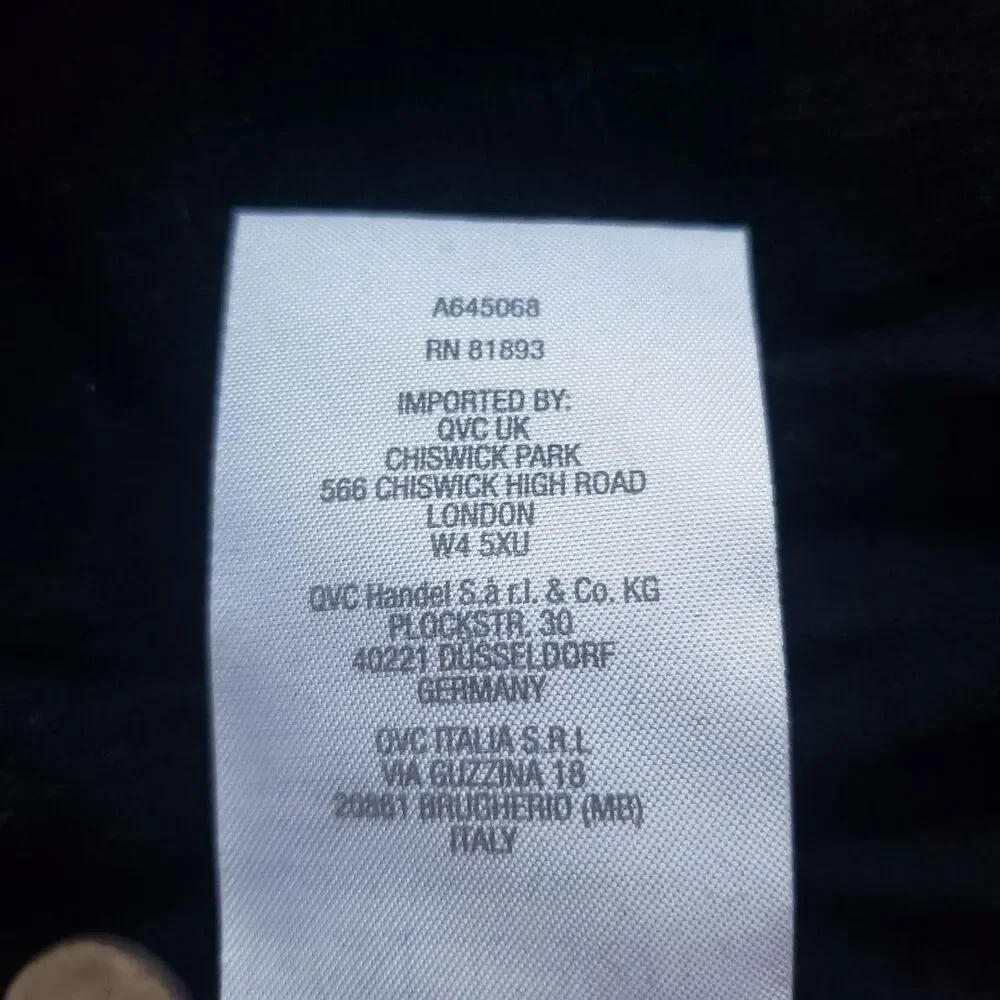 A645068
RN 81893
IMPORTED BY:
QVC UK
CHISWICK PARK
566 CHISWICK HIGH ROAD
LONDON
W4 5XU
QVC Handel S.à r.l. & Co. KG
PLOCKSTR. 30
40221 DUSSELDORF
GERMANY
QVC ITALIA S.R.L
VIA GUZZINA 18
20861 BRUGHERIO (MB)
ITALY